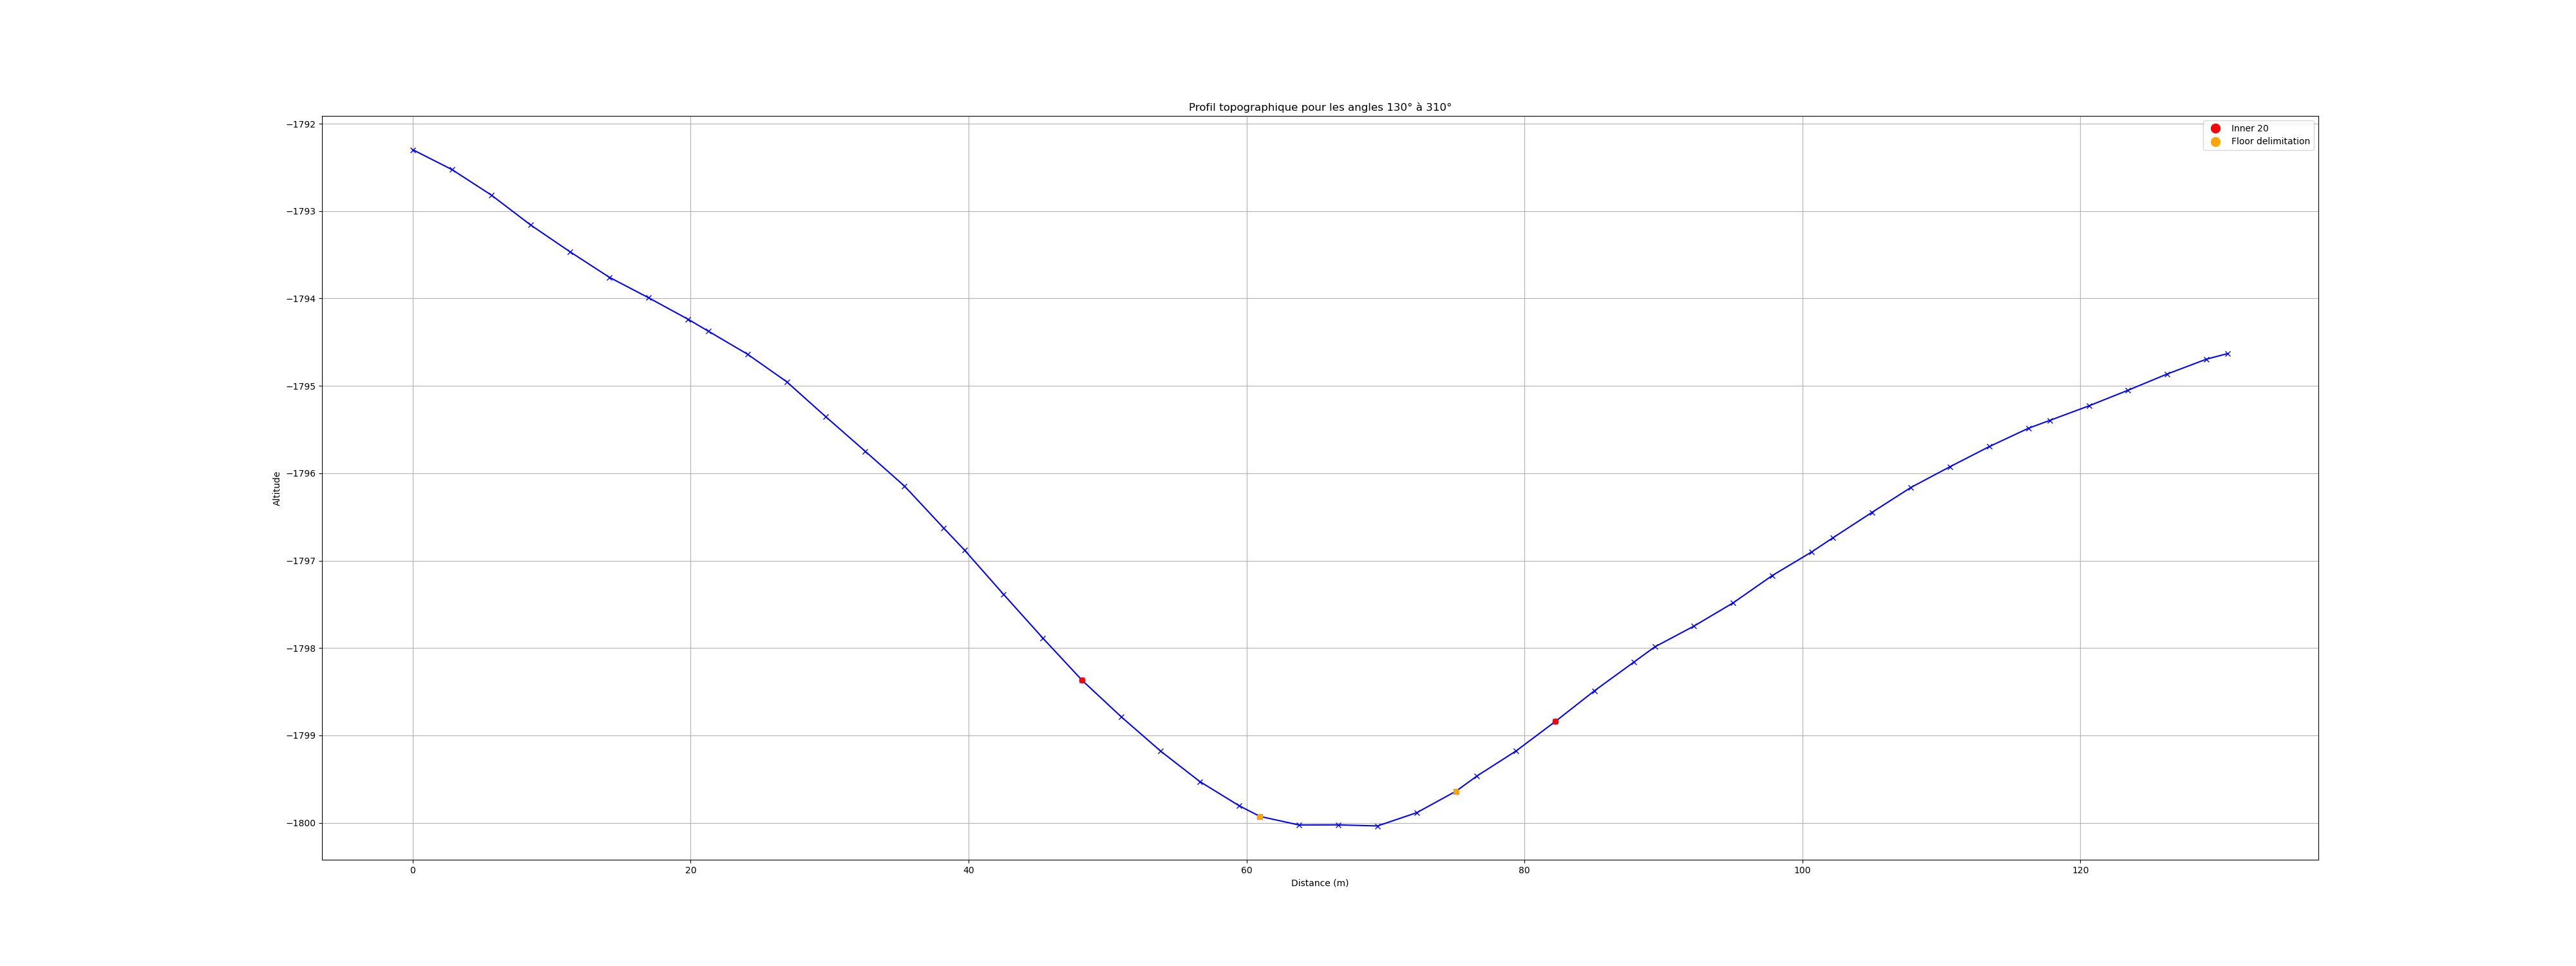 Profil topographique pour les angles 130° à 310°
Inner 20
Floor delimitation
−1792
−1793
−1794
−1795
−1796
−1797
−1798
−1799
−1800
Altitude
0 20 40 60 80 100 120
Distance (m)